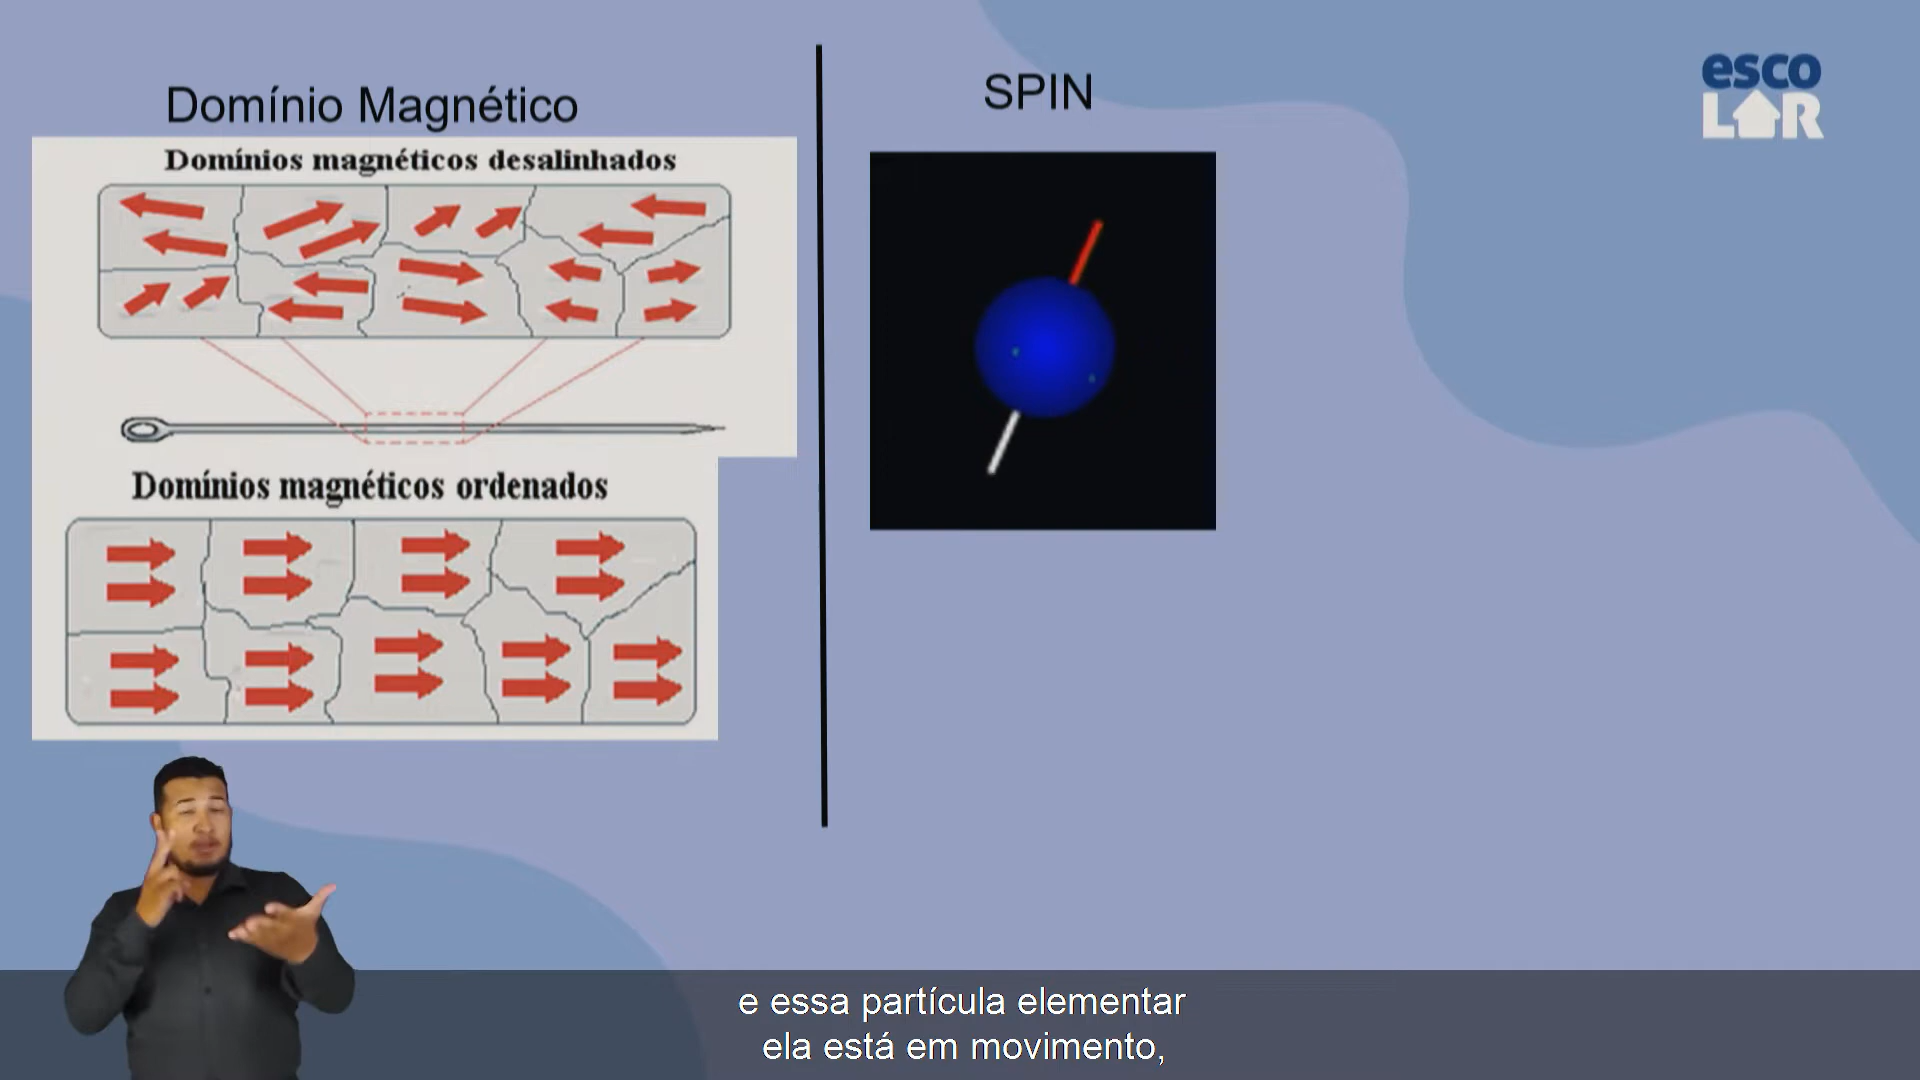 Domínio Magnético
Domínios magnéticos desalinhados
Domínios magnéticos ordenados
SPIN
esco
LAR
e essa partícula elementar
ela está em movimento,